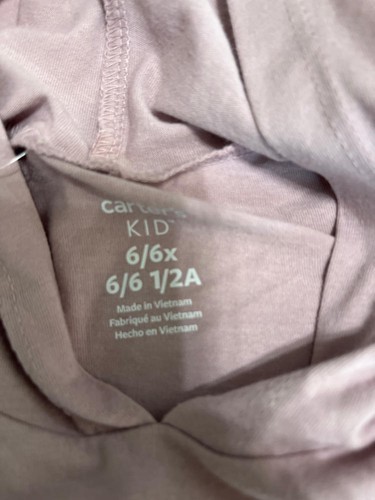 carter's
KID
6/6x
6/6 1/2A
Made in Vietnam
Fabriqué au Vietnam
Hecho en Vietnam